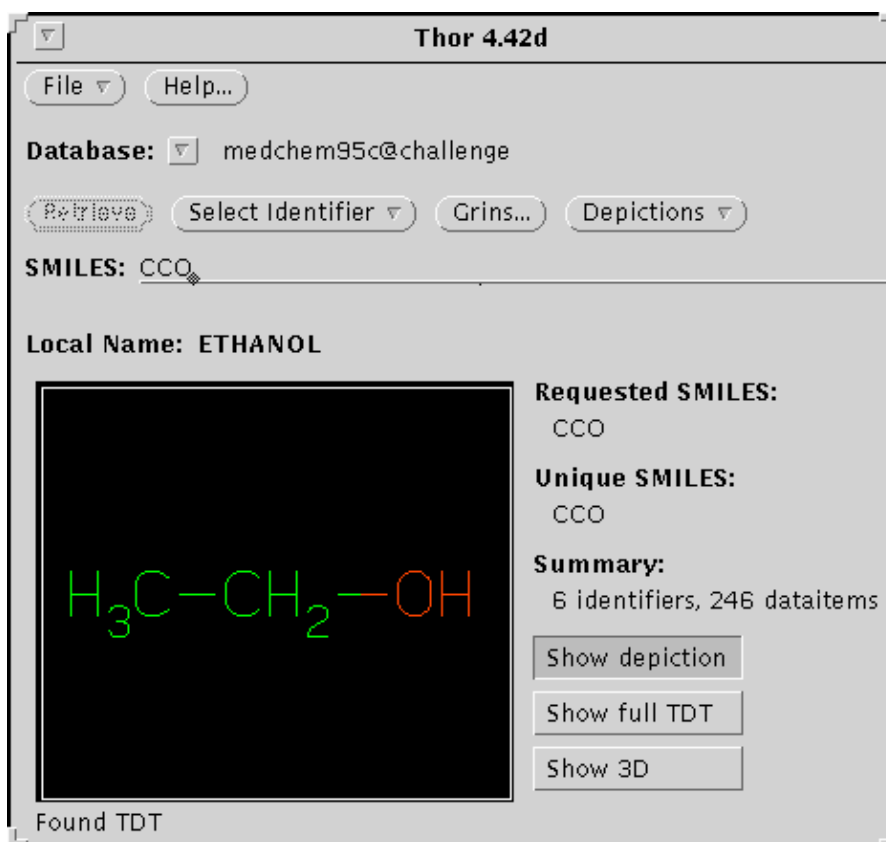 Thor 4.42d
File Help...
Database: medchem95c@challenge
Retrieve Select Identifier Grins... Depictions
SMILES: CCO
Local Name: ETHANOL
Requested SMILES:
CCO
Unique SMILES:
CCO
Summary:
6 identifiers, 246 dataitems
H3C-CH2-OH
Show depiction
Show full TDT
Show 3D
Found TDT